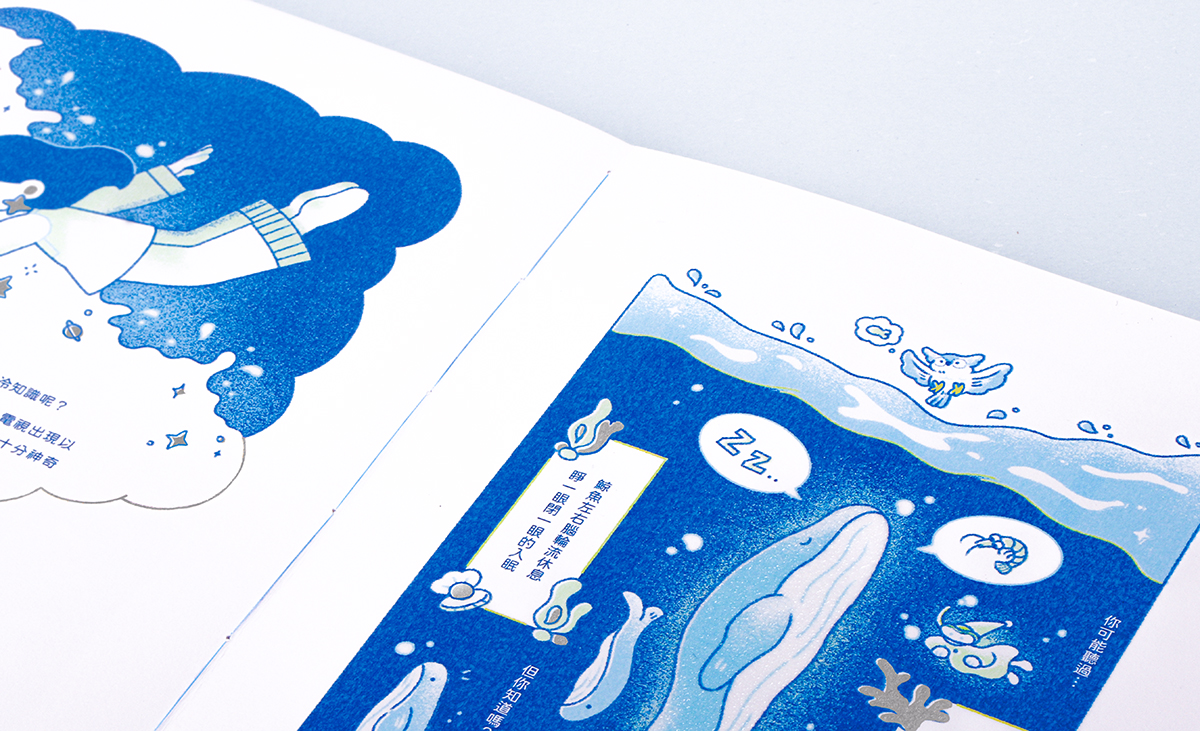 冷知識呢？
電視出現以
十分神奇
Zz..
鯨魚左右腦輪流休息
睜一眼閉一眼的入眠
你可能聽過…
但你知道嗎？